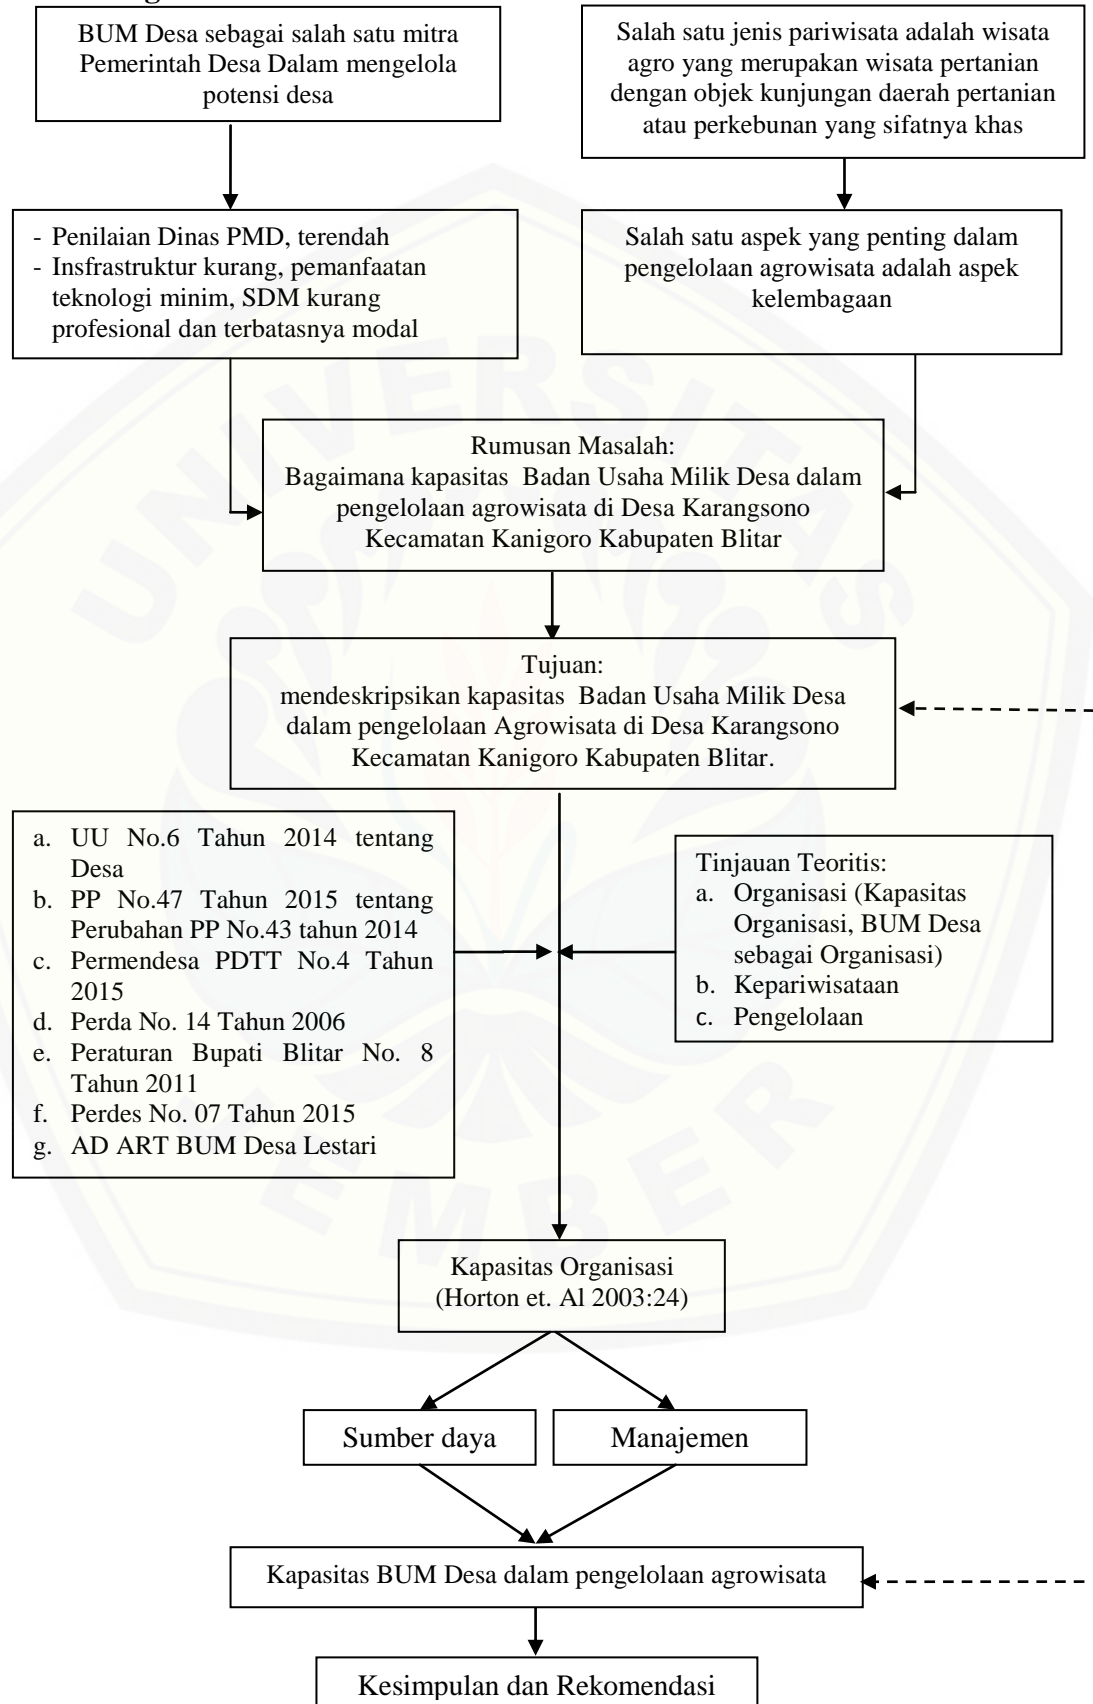 BUM Desa sebagai salah satu mitra
Pemerintah Desa Dalam mengelola
potensi desa
Salah satu jenis pariwisata adalah wisata
agro yang merupakan wisata pertanian
dengan objek kunjungan daerah pertanian
atau perkebunan yang sifatnya khas
- Penilaian Dinas PMD, terendah
- Insfrastruktur kurang, pemanfaatan
teknologi minim, SDM kurang
profesional dan terbatasnya modal
Salah satu aspek yang penting dalam
pengelolaan agrowisata adalah aspek
kelembagaan
Rumusan Masalah:
Bagaimana kapasitas Badan Usaha Milik Desa dalam
pengelolaan agrowisata di Desa Karangsono
Kecamatan Kanigoro Kabupaten Blitar
Tujuan:
mendeskripsikan kapasitas Badan Usaha Milik Desa
dalam pengelolaan Agrowisata di Desa Karangsono
Kecamatan Kanigoro Kabupaten Blitar.
a. UU No.6 Tahun 2014 tentang
Desa
b. PP No.47 Tahun 2015 tentang
Perubahan PP No.43 tahun 2014
c. Permendesa PDTT No.4 Tahun
2015
d. Perda No. 14 Tahun 2006
e. Peraturan Bupati Blitar No. 8
Tahun 2011
f. Perdes No. 07 Tahun 2015
g. AD ART BUM Desa Lestari
Tinjauan Teoritis:
a. Organisasi (Kapasitas
Organisasi, BUM Desa
sebagai Organisasi)
b. Kepariwisataan
c. Pengelolaan
Kapasitas Organisasi
(Horton et. Al 2003:24)
Sumber daya
Manajemen
Kapasitas BUM Desa dalam pengelolaan agrowisata
Kesimpulan dan Rekomendasi
UNIVERSITAS
EMBER